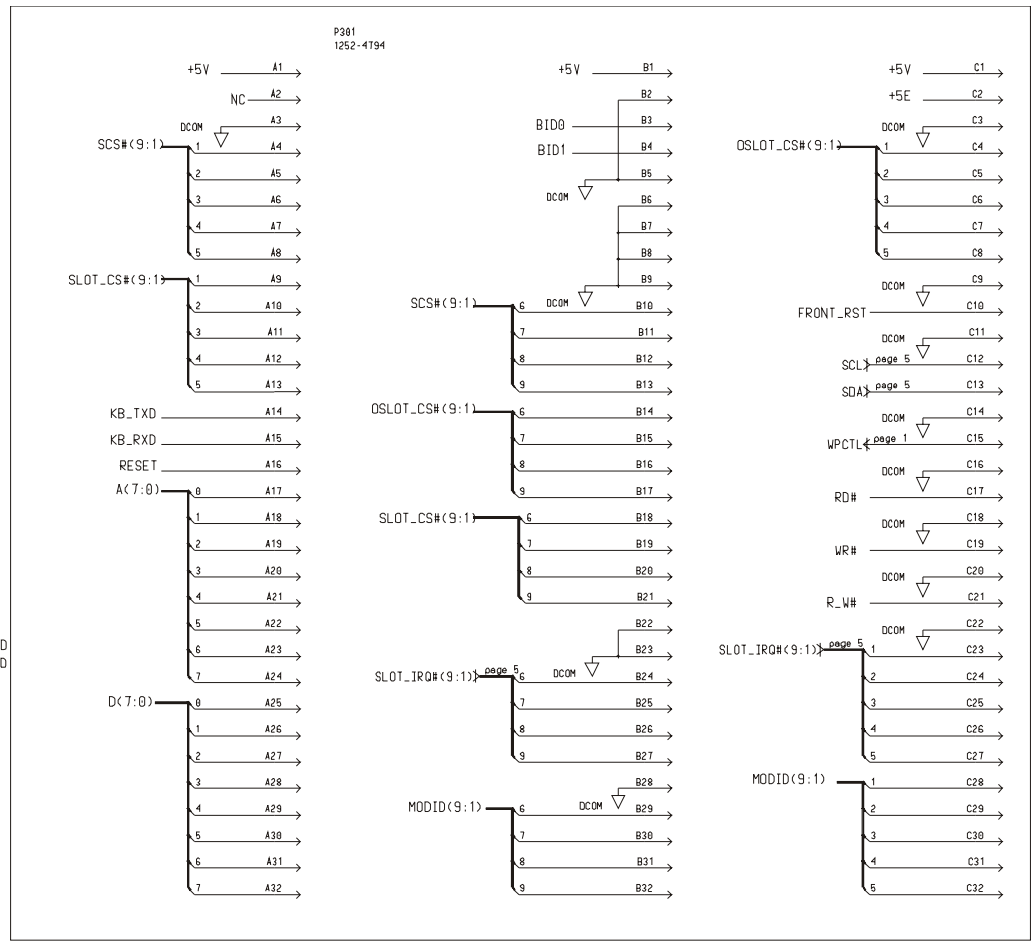 P301
1252-4794
+5V A1
NC A2
DCOM A3
SCS#(9:1) 1 A4
2 A5
3 A6
4 A7
5 A8
SLOT_CS#(9:1) 1 A9
2 A10
3 A11
4 A12
5 A13
KB_TXD A14
KB_RXD A15
RESET A16
A(7:0) 0 A17
1 A18
2 A19
3 A20
4 A21
5 A22
6 A23
7 A24
D(7:0) 0 A25
1 A26
2 A27
3 A28
4 A29
5 A30
6 A31
7 A32
+5V B1
B2
BID0 B3
BID1 B4
B5
DCOM
B6
B7
B8
B9
DCOM
SCS#(9:1) 6 B10
7 B11
8 B12
9 B13
OSLOT_CS#(9:1) 6 B14
7 B15
8 B16
9 B17
SLOT_CS#(9:1) 6 B18
7 B19
8 B20
9 B21
B22
B23
DCOM
SLOT_IRQ#(9:1) page 5 6 B24
7 B25
8 B26
9 B27
B28
DCOM
MODID(9:1) 6 B29
7 B30
8 B31
9 B32
+5V C1
+5E C2
DCOM C3
OSLOT_CS#(9:1) 1 C4
2 C5
3 C6
4 C7
5 C8
DCOM C9
FRONT_RST C10
DCOM C11
SCL page 5 C12
SDA page 5 C13
DCOM C14
WPCTL page 1 C15
DCOM C16
RD# C17
DCOM C18
WR# C19
DCOM C20
R_W# C21
DCOM C22
SLOT_IRQ#(9:1) page 5 1 C23
2 C24
3 C25
4 C26
5 C27
MODID(9:1) 1 C28
2 C29
3 C30
4 C31
5 C32
D
D